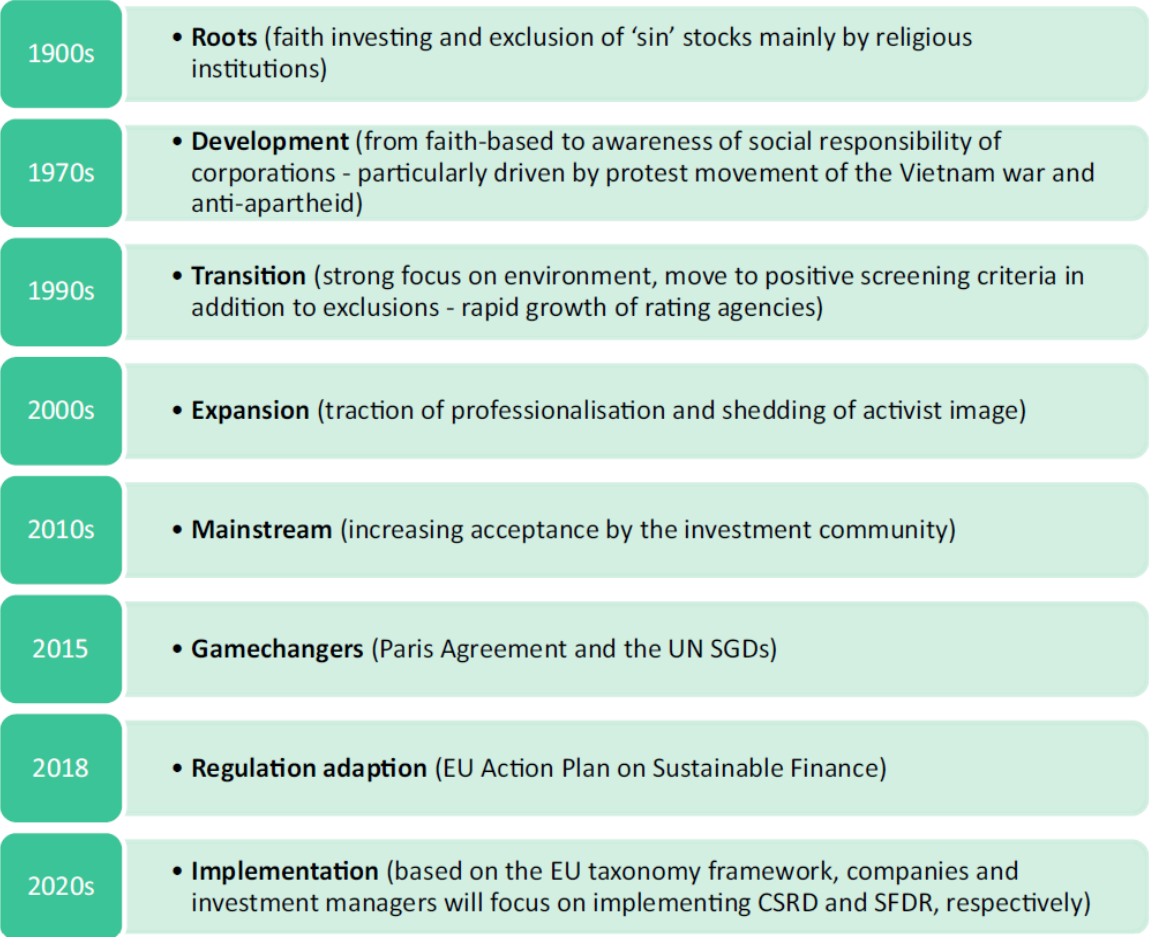 1900s
• Roots (faith investing and exclusion of ‘sin’ stocks mainly by religious
institutions)
1970s
• Development (from faith-based to awareness of social responsibility of
corporations - particularly driven by protest movement of the Vietnam war and
anti-apartheid)
1990s
• Transition (strong focus on environment, move to positive screening criteria in
addition to exclusions - rapid growth of rating agencies)
2000s
• Expansion (traction of professionalisation and shedding of activist image)
2010s
• Mainstream (increasing acceptance by the investment community)
2015
• Gamechangers (Paris Agreement and the UN SGDs)
2018
• Regulation adaption (EU Action Plan on Sustainable Finance)
2020s
• Implementation (based on the EU taxonomy framework, companies and
investment managers will focus on implementing CSRD and SFDR, respectively)